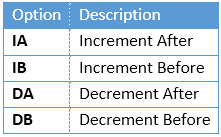 Option Description
IA Increment After
IB Increment Before
DA Decrement After
DB Decrement Before